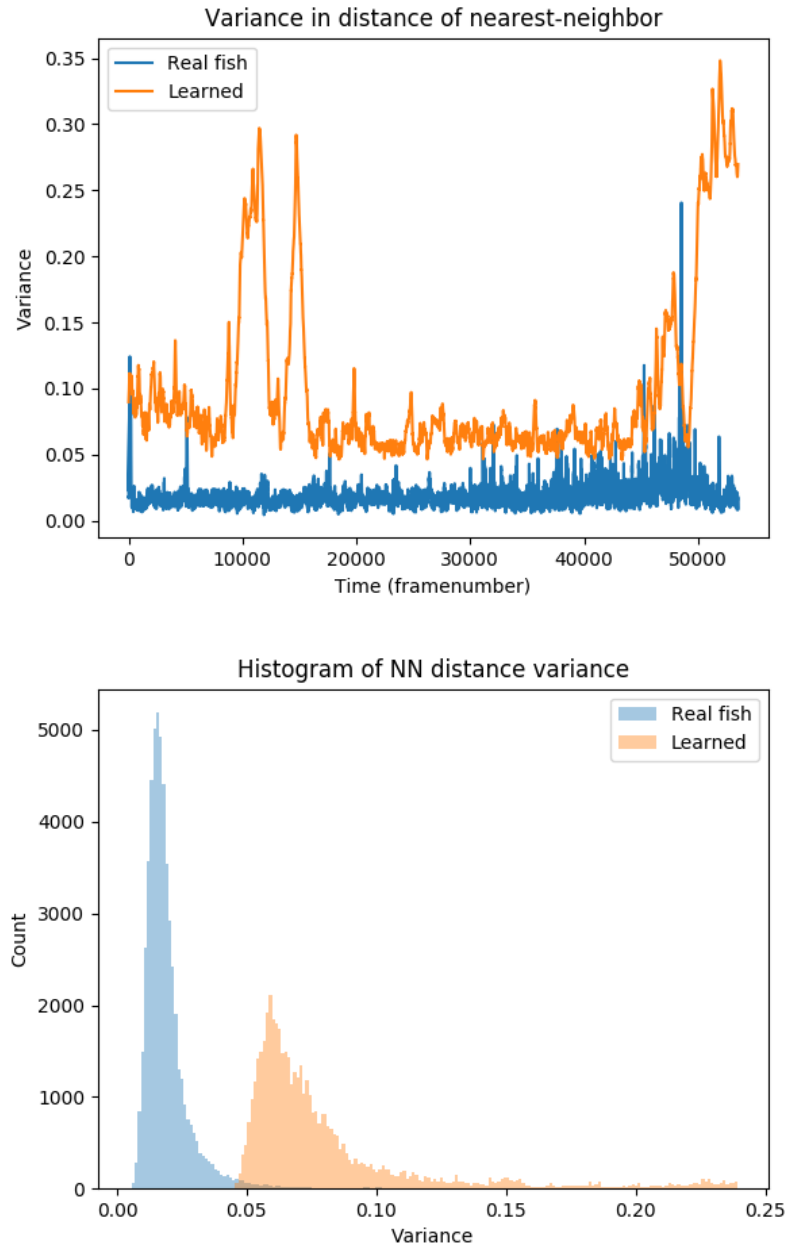 Variance in distance of nearest-neighbor
Real fish
Learned
0.35
0.30
0.25
0.20
0.15
0.10
0.05
0.00
Variance
0 10000 20000 30000 40000 50000
Time (framenumber)
Histogram of NN distance variance
Real fish
Learned
5000
4000
3000
2000
1000
0
Count
0.00 0.05 0.10 0.15 0.20 0.25
Variance